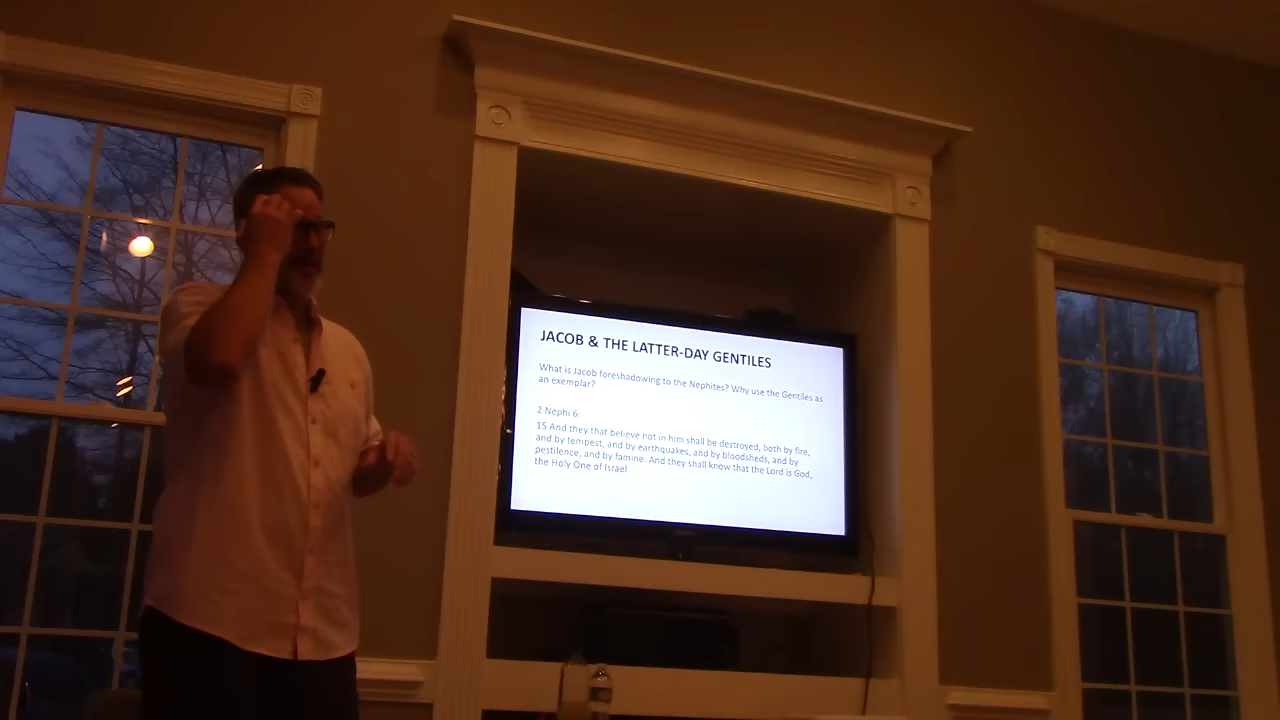 JACOB & THE LATTER-DAY GENTILES
What is Jacob foreshadowing to the Nephites? Why use the Gentiles as
an exemplar?
2 Nephi 6
15 And they that believe not in him shall be destroyed, both by fire,
and by tempest, and by earthquakes, and by bloodsheds, and by
pestilence, and by famine. And they shall know that the Lord is God,
the Holy One of Israel.